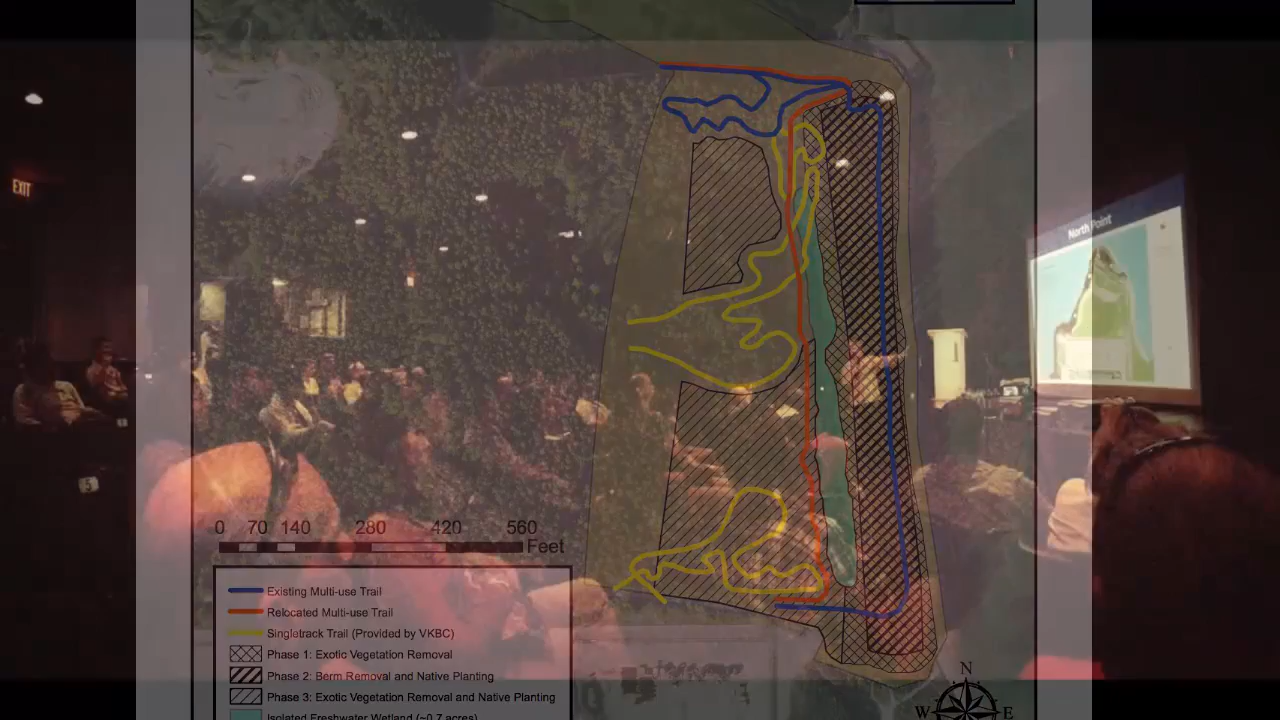 EXIT
North Point
5
0 70 140 280 420 560
Feet
Existing Multi-use Trail
Relocated Multi-use Trail
Singletrack Trail (Provided by VKBC)
Phase 1: Exotic Vegetation Removal
Phase 2: Berm Removal and Native Planting
Phase 3: Exotic Vegetation Removal and Native Planting
Isolated Freshwater Wetland (~0.7 acres)
N
W E